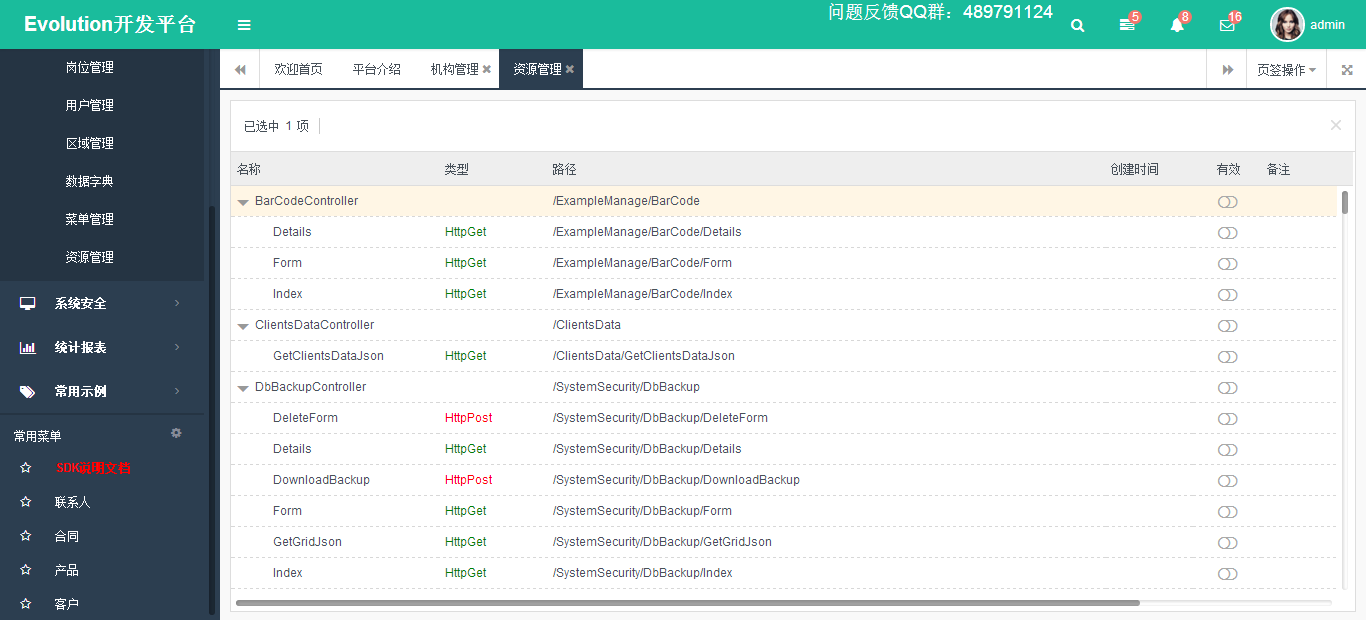 Evolution开发平台
问题反馈QQ群：489791124
5
8
16
admin
岗位管理
用户管理
区域管理
数据字典
菜单管理
资源管理
系统安全
统计报表
常用示例
常用菜单
SDK说明文档
联系人
合同
产品
客户
欢迎首页 平台介绍 机构管理 资源管理 页签操作
已选中 1 项
名称 类型 路径 创建时间 有效 备注
BarCodeController /ExampleManage/BarCode
Details HttpGet /ExampleManage/BarCode/Details
Form HttpGet /ExampleManage/BarCode/Form
Index HttpGet /ExampleManage/BarCode/Index
ClientsDataController /ClientsData
GetClientsDataJson HttpGet /ClientsData/GetClientsDataJson
DbBackupController /SystemSecurity/DbBackup
DeleteForm HttpPost /SystemSecurity/DbBackup/DeleteForm
Details HttpGet /SystemSecurity/DbBackup/Details
DownloadBackup HttpPost /SystemSecurity/DbBackup/DownloadBackup
Form HttpGet /SystemSecurity/DbBackup/Form
GetGridJson HttpGet /SystemSecurity/DbBackup/GetGridJson
Index HttpGet /SystemSecurity/DbBackup/Index